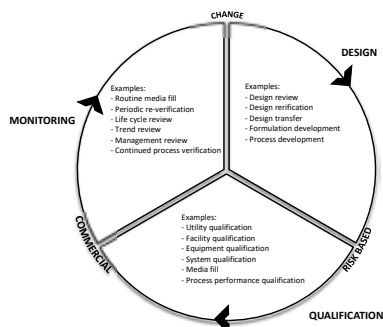 CHANGE
DESIGN
Examples:
- Design review
- Design rerification
- Design transfer
- Formulation development
- Process development
Examples:
- Routine media fill
- Periodic re-verification
- Life cycle review
- Trend review
- Management review
- Continued process verification
MONITORING
Examples:
- Utility qualification
- Facility qualification
- Equipment qualification
- System qualification
- Media fill
- Process performance qualification
COMMERCIAL
RISK BASED
QUALIFICATION